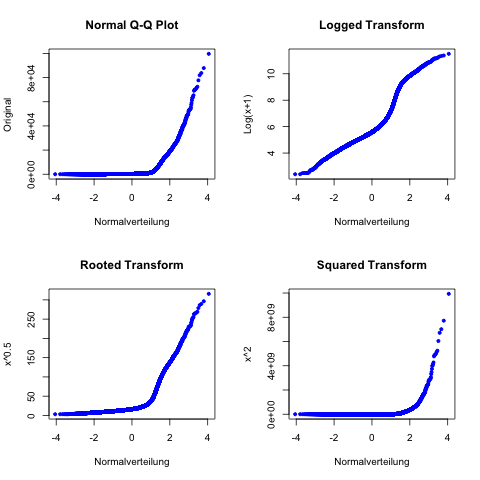 Normal Q-Q Plot
Original
0e+00 4e+04 8e+04
-4 -2 0 2 4
Normalverteilung
Logged Transform
Log(x+1)
4 6 8 10
-4 -2 0 2 4
Normalverteilung
Rooted Transform
x^0.5
0 50 150 250
-4 -2 0 2 4
Normalverteilung
Squared Transform
x^2
0e+00 4e+09 8e+09
-4 -2 0 2 4
Normalverteilung